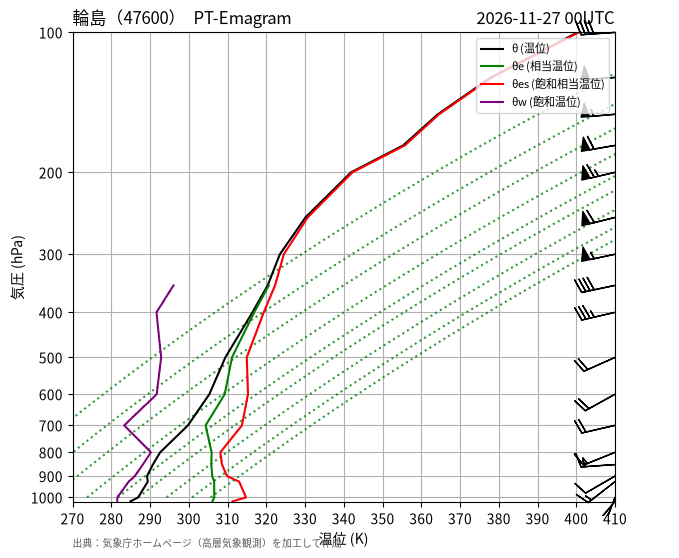 輪島（47600） PT-Emagram
2026-11-27 00UTC
θ (温位)
θe (相当温位)
θes (飽和相当温位)
θw (飽和温位)
気圧 (hPa)
100
200
300
400
500
600
700
800
900
1000
270 280 290 300 310 320 330 340 350 360 370 380 390 400 410
温位 (K)
出典：気象庁ホームページ（高層気象観測）を加工して作成